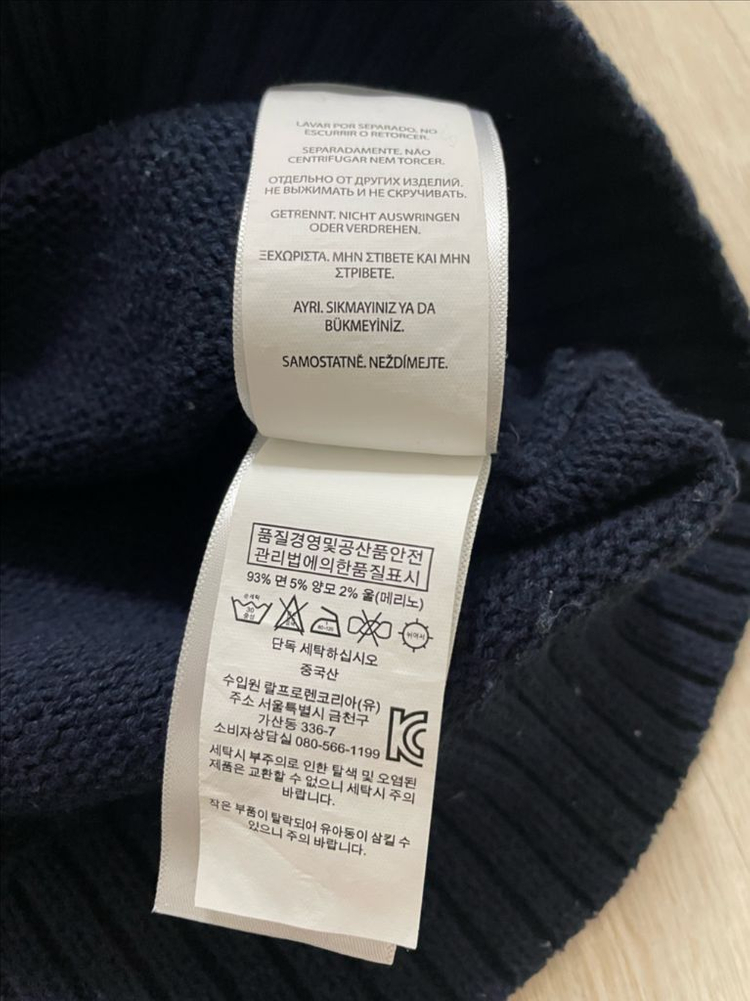 LAVAR POR SEPARADO. NO
ESCURRIR O RETORCER.
SEPARADAMENTE. NÃO
CENTRIFUGAR NEM TORCER.
ОТДЕЛЬНО ОТ ДРУГИХ ИЗДЕЛИЙ.
НЕ ВЫЖИМАТЬ И НЕ СКРУЧИВАТЬ.
GETRENNT. NICHT AUSWRINGEN
ODER VERDREHEN.
ΞΕΧΩΡΙΣΤΑ. ΜΗΝ ΣΤΙΒΕΤΕ ΚΑΙ ΜΗΝ
ΣΤΡΙΒΕΤΕ.
AYRI. SIKMAYINIZ YA DA
BÜKMEYİNİZ.
SAMOSTATNĚ. NEŽDÍMEJTE.
품질경영및공산품안전
관리법에의한품질표시
93% 면 5% 양모 2% 울(메리노)
손세탁
30
중성
뉘어서
단독 세탁하십시오
중국산
수입원 랄프로렌코리아(유)
주소 서울특별시 금천구
가산동 336-7
소비자상담실 080-566-1199
세탁시 부주의로 인한 탈색 및 오염된
제품은 교환할 수 없으니 세탁시 주의
바랍니다.
작은 부품이 탈락되어 유아동이 삼킬 수
있으니 주의 바랍니다.